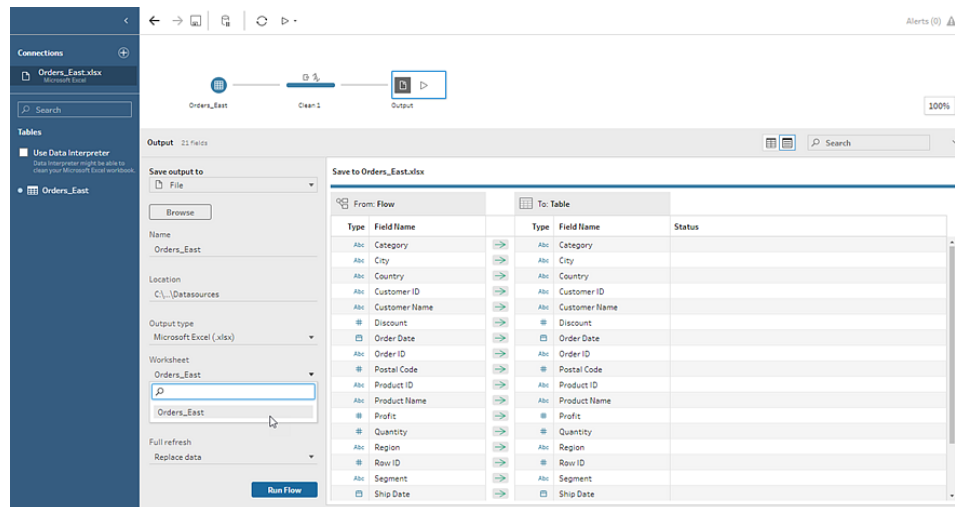 Alerts (0)
Connections
Orders_East.xlsx
Microsoft Excel
Search
Tables
Use Data Interpreter
Data Interpreter might be able to
clean your Microsoft Excel workbook.
Orders_East
Orders_East
Clean 1
Output
100%
Output 21 fields
Search
Save output to
File
Browse
Name
Orders_East
Location
C:\...\Datasources
Output type
Microsoft Excel (.xlsx)
Worksheet
Orders_East
Orders_East
Full refresh
Replace data
Run Flow
Save to Orders_East.xlsx
From: Flow To: Table
Type Field Name Type Field Name Status
Abc Category Abc Category
Abc City Abc City
Abc Country Abc Country
Abc Customer ID Abc Customer ID
Abc Customer Name Abc Customer Name
# Discount # Discount
Order Date Order Date
Abc Order ID Abc Order ID
# Postal Code # Postal Code
Abc Product ID Abc Product ID
Abc Product Name Abc Product Name
# Profit # Profit
# Quantity # Quantity
Abc Region Abc Region
# Row ID # Row ID
Abc Segment Abc Segment
Ship Date Ship Date